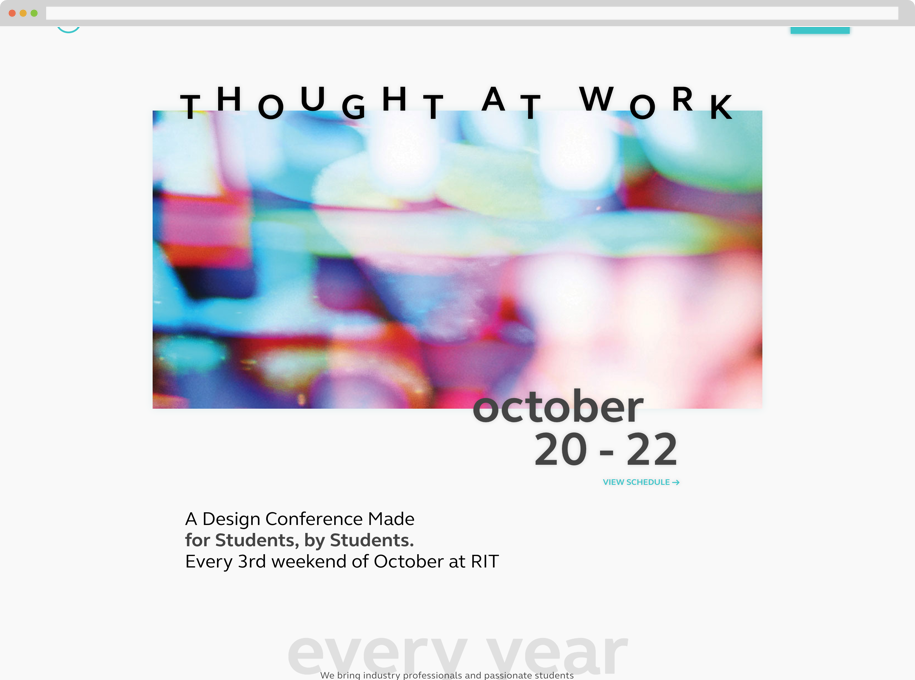 THOUGHT AT WORK
october
20 - 22
VIEW SCHEDULE →
A Design Conference Made
for Students, by Students.
Every 3rd weekend of October at RIT
every year
We bring industry professionals and passionate students